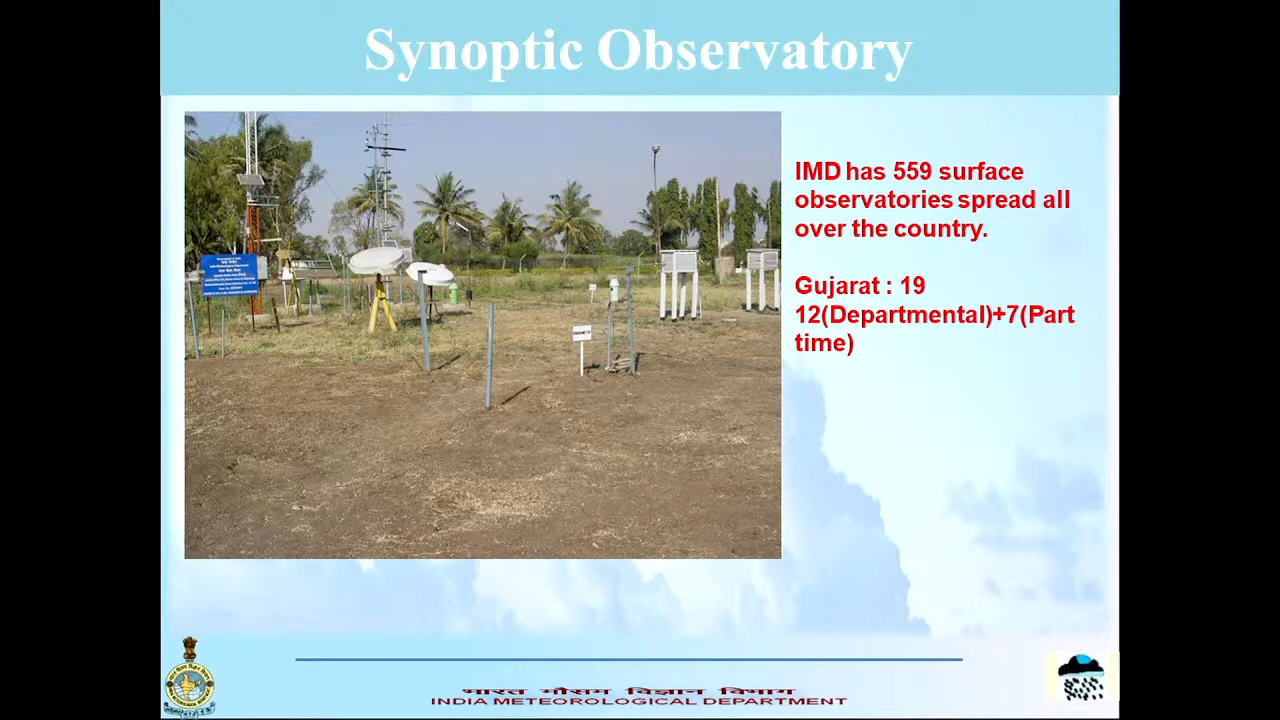 Synoptic Observatory
IMD has 559 surface
observatories spread all
over the country.
Gujarat : 19
12(Departmental)+7(Part
time)
भारत मौसम विज्ञान विभाग
INDIA METEOROLOGICAL DEPARTMENT